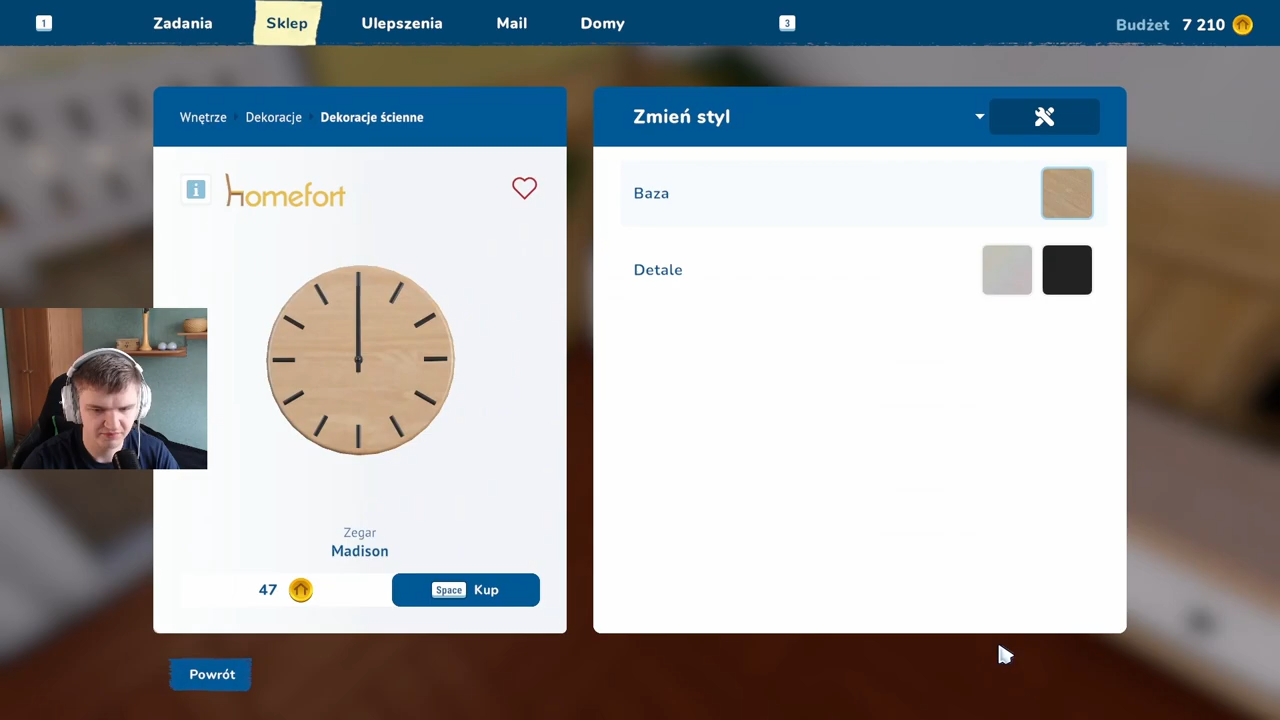 1
Zadania
Sklep
Ulepszenia
Mail
Domy
3
Budżet 7 210
Wnętrze Dekoracje Dekoracje ścienne
i
homefort
Zegar
Madison
47
Space Kup
Powrót
Zmień styl
Baza
Detale